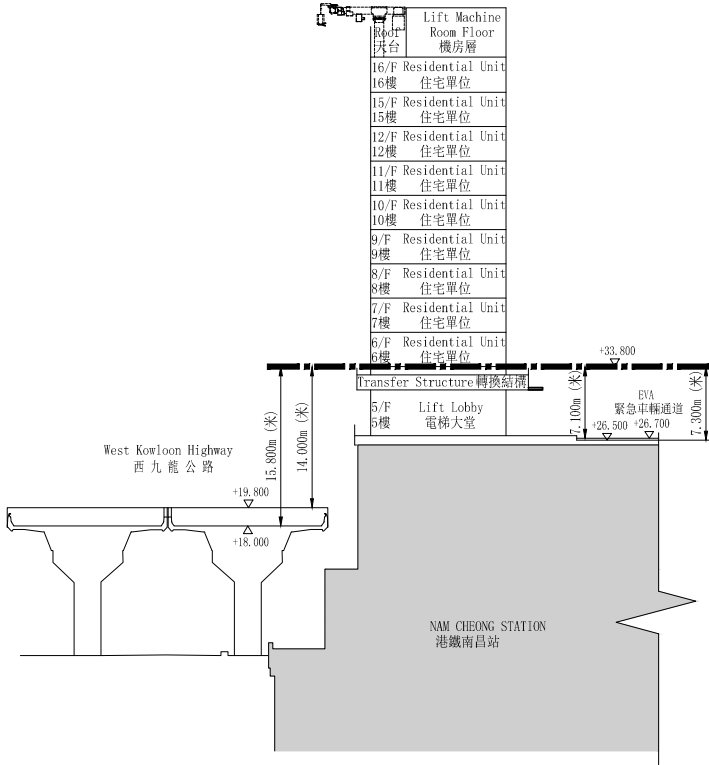 Lift Machine
Room Floor
機房層
Roof
天台
16/F Residential Unit
16樓 住宅單位
15/F Residential Unit
15樓 住宅單位
12/F Residential Unit
12樓 住宅單位
11/F Residential Unit
11樓 住宅單位
10/F Residential Unit
10樓 住宅單位
9/F Residential Unit
9樓 住宅單位
8/F Residential Unit
8樓 住宅單位
7/F Residential Unit
7樓 住宅單位
6/F Residential Unit
6樓 住宅單位
+33.800
Transfer Structure 轉換結構
5/F Lift Lobby
5樓 電梯大堂
7.100m (米)
EVA
緊急車輛通道
+26.500
+26.700
7.300m (米)
15.800m (米)
14.000m (米)
West Kowloon Highway
西九龍公路
+19.800
+18.000
NAM CHEONG STATION
港鐵南昌站